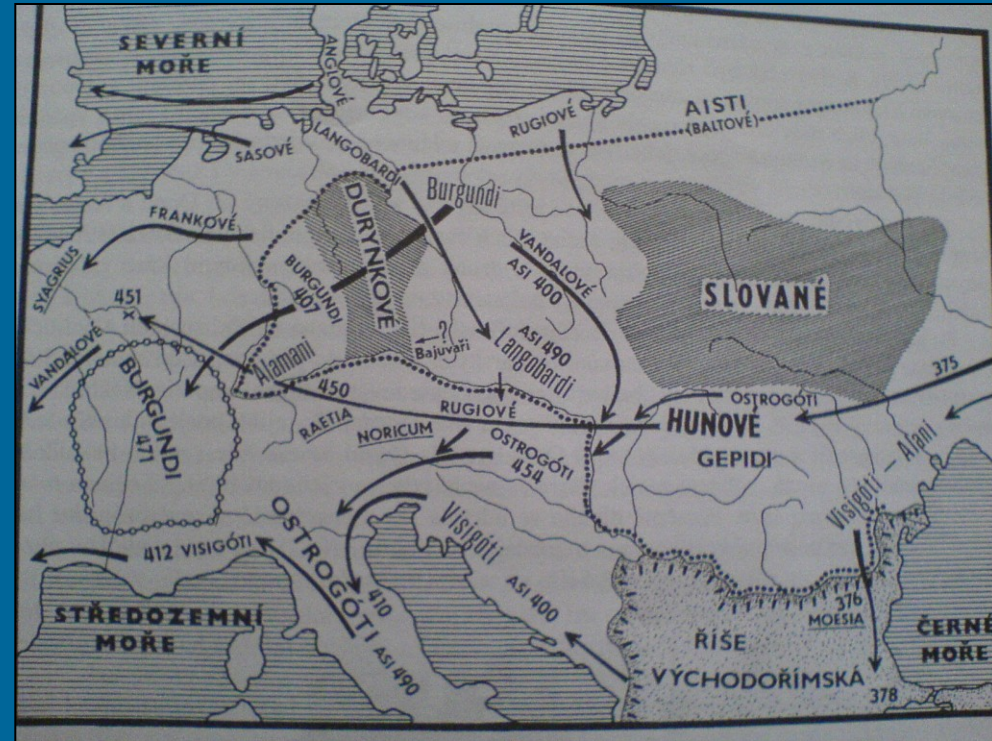 SEVERNÍ
MOŘE
ANGLOVÉ
SASOVÉ
LANGOBARDI
RUGIOVÉ
AISTI
(BALTOVÉ)
FRANKOVÉ
SYAGRIUS
451
VANDALOVÉ
BURGUNDI
407
DURYNKOVÉ
Burgundi
VANDALOVÉ
ASI 400
SLOVANÉ
Alamani
?
Bajuvaři
ASI 490
Langobardi
BURGUNDI
471
450
RAETIA
NORICUM
RUGIOVÉ
OSTROGÓTI
454
HUNOVÉ
OSTROGÓTI
375
GEPIDI
Visigóti – Alani
412 VISIGÓTI
OSTROGÓTI
ASI 490
410
Visigóti
ASI 400
STŘEDOZEMNÍ
MOŘE
376
MOESIA
ŘÍŠE
VÝCHODOŘÍMSKÁ
378
ČERNÉ
MOŘE